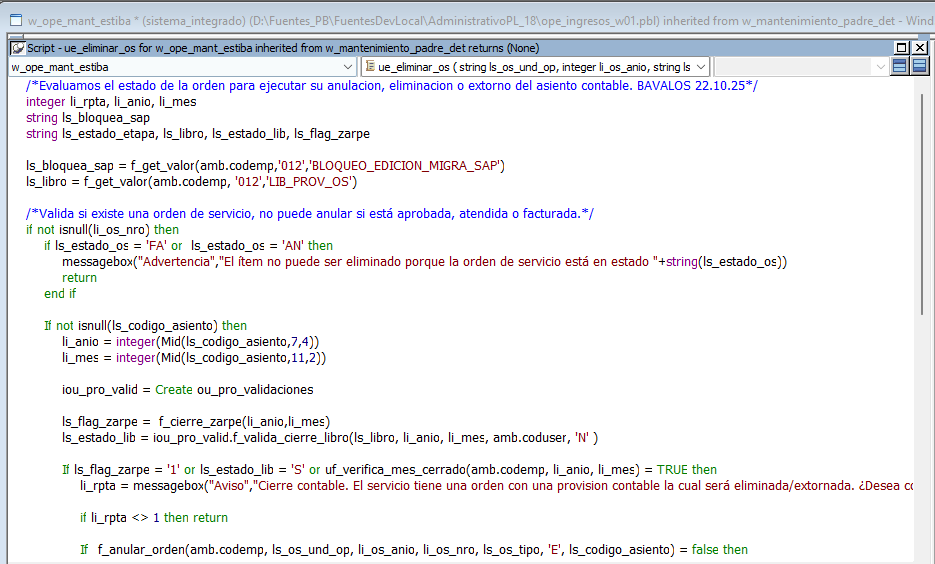 w_ope_mant_estiba * (sistema_integrado) (D:\Fuentes_PB\FuentesDevLocal\AdministrativoPL_18\ope_ingresos_w01.pbl) inherited from w_mantenimiento_padre_det - Wind
Script - ue_eliminar_os for w_ope_mant_estiba inherited from w_mantenimiento_padre_det returns (None)
w_ope_mant_estiba ue_eliminar_os ( string ls_os_und_op, integer li_os_anio, string ls
/*Evaluamos el estado de la orden para ejecutar su anulacion, eliminacion o extorno del asiento contable. BAVALOS 22.10.25*/
integer li_rpta, li_anio, li_mes
string ls_bloquea_sap
string ls_estado_etapa, ls_libro, ls_estado_lib, ls_flag_zarpe
ls_bloquea_sap = f_get_valor(amb.codemp,'012','BLOQUEO_EDICION_MIGRA_SAP')
ls_libro = f_get_valor(amb.codemp, '012','LIB_PROV_OS')
/*Valida si existe una orden de servicio, no puede anular si está aprobada, atendida o facturada.*/
if not isnull(li_os_nro) then
if ls_estado_os = 'FA' or ls_estado_os = 'AN' then
messagebox("Advertencia","El ítem no puede ser eliminado porque la orden de servicio está en estado "+string(ls_estado_os))
return
end if
If not isnull(ls_codigo_asiento) then
li_anio = integer(Mid(ls_codigo_asiento,7,4))
li_mes = integer(Mid(ls_codigo_asiento,11,2))
iou_pro_valid = Create ou_pro_validaciones
ls_flag_zarpe = f_cierre_zarpe(li_anio,li_mes)
ls_estado_lib = iou_pro_valid.f_valida_cierre_libro(ls_libro, li_anio, li_mes, amb.coduser, 'N' )
If ls_flag_zarpe = '1' or ls_estado_lib = 'S' or uf_verifica_mes_cerrado(amb.codemp, li_anio, li_mes) = TRUE then
li_rpta = messagebox("Aviso","Cierre contable. El servicio tiene una orden con una provision contable la cual será eliminada/extornada. ¿Desea co
if li_rpta <> 1 then return
If f_anular_orden(amb.codemp, ls_os_und_op, li_os_anio, li_os_nro, ls_os_tipo, 'E', ls_codigo_asiento) = false then